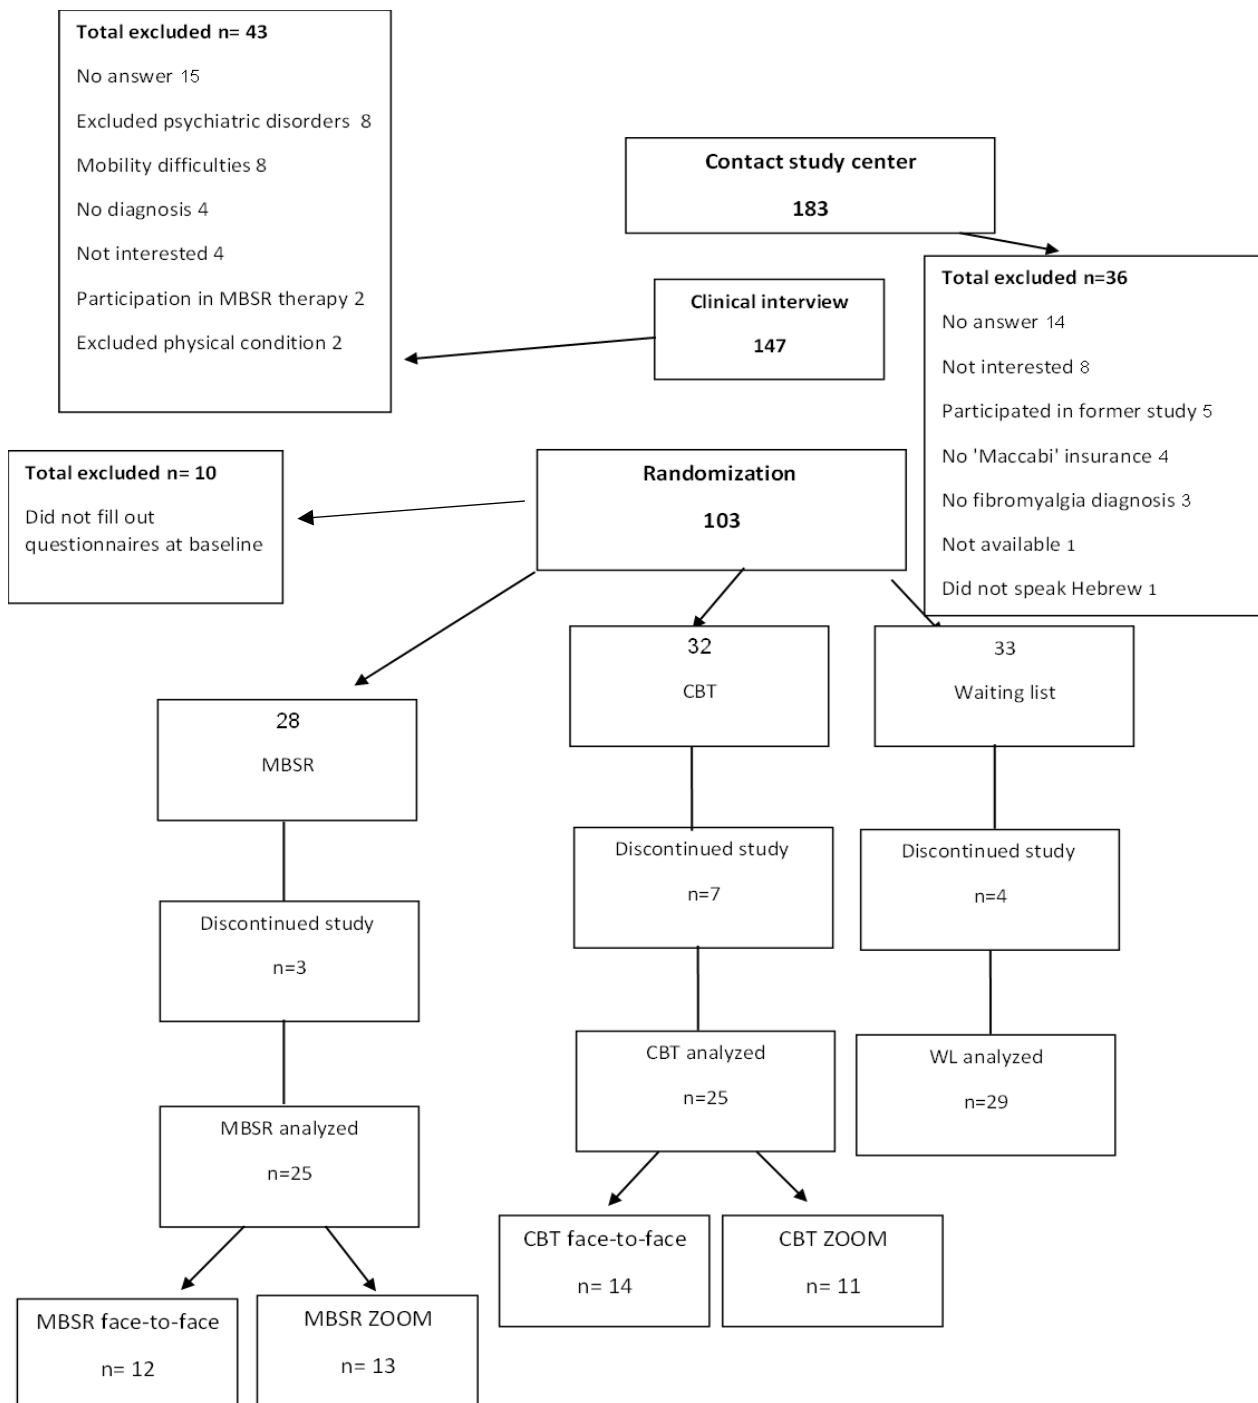 Total excluded n= 43
No answer 15
Excluded psychiatric disorders 8
Mobility difficulties 8
No diagnosis 4
Not interested 4
Participation in MBSR therapy 2
Excluded physical condition 2
Contact study center
183
Clinical interview
147
Total excluded n=36
No answer 14
Not interested 8
Participated in former study 5
No 'Maccabi' insurance 4
No fibromyalgia diagnosis 3
Not available 1
Did not speak Hebrew 1
Total excluded n= 10
Did not fill out
questionnaires at baseline
Randomization
103
28
MBSR
32
CBT
33
Waiting list
Discontinued study
n=3
Discontinued study
n=7
Discontinued study
n=4
MBSR analyzed
n=25
CBT analyzed
n=25
WL analyzed
n=29
MBSR face-to-face
n= 12
MBSR ZOOM
n= 13
CBT face-to-face
n= 14
CBT ZOOM
n= 11